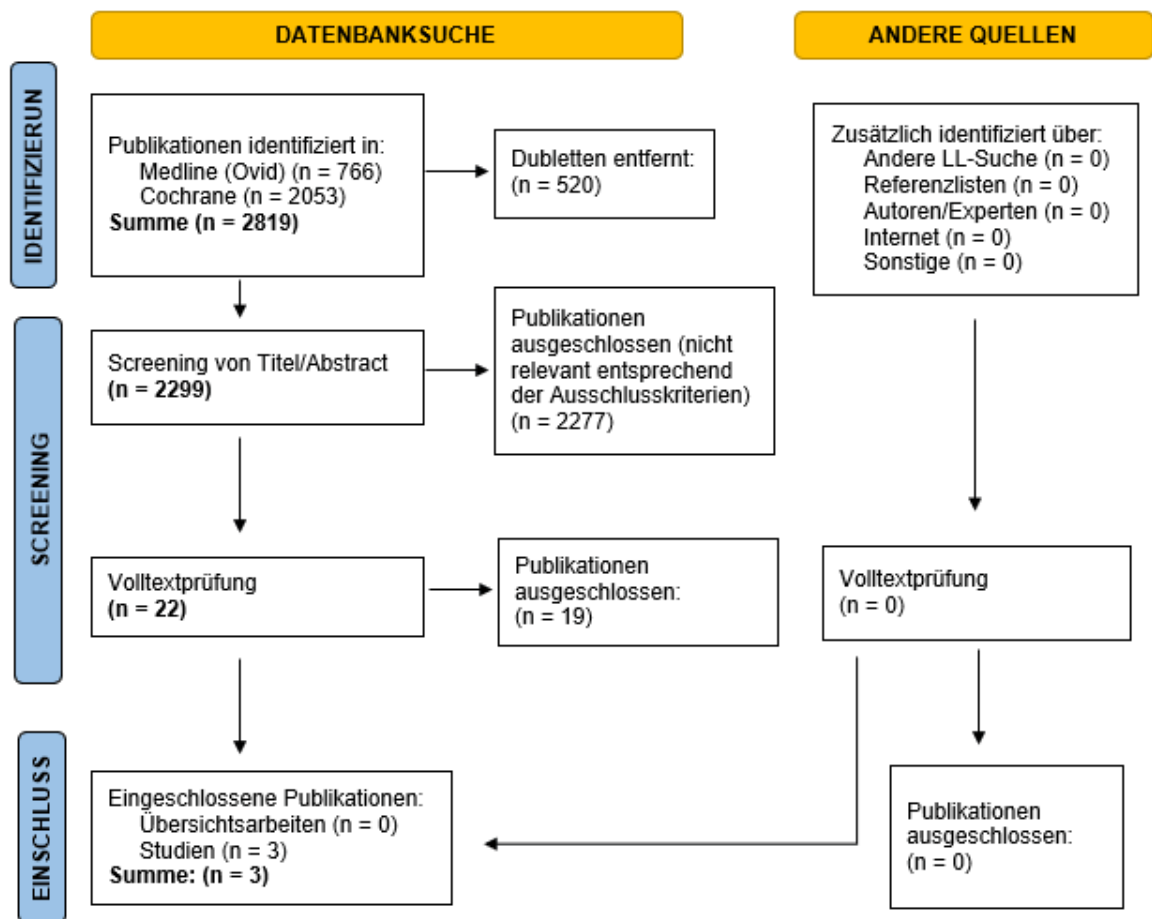 DATENBANKSUCHE
ANDERE QUELLEN
IDENTIFIZIERUN
Publikationen identifiziert in:
Medline (Ovid) (n = 766)
Cochrane (n = 2053)
Summe (n = 2819)
Dubletten entfernt:
(n = 520)
Zusätzlich identifiziert über:
Andere LL-Suche (n = 0)
Referenzlisten (n = 0)
Autoren/Experten (n = 0)
Internet (n = 0)
Sonstige (n = 0)
SCREENING
Screening von Titel/Abstract
(n = 2299)
Publikationen
ausgeschlossen (nicht
relevant entsprechend
der Ausschlusskriterien)
(n = 2277)
Volltextprüfung
(n = 22)
Publikationen
ausgeschlossen:
(n = 19)
Volltextprüfung
(n = 0)
EINSCHLUSS
Eingeschlossene Publikationen:
Übersichtsarbeiten (n = 0)
Studien (n = 3)
Summe: (n = 3)
Publikationen
ausgeschlossen:
(n = 0)